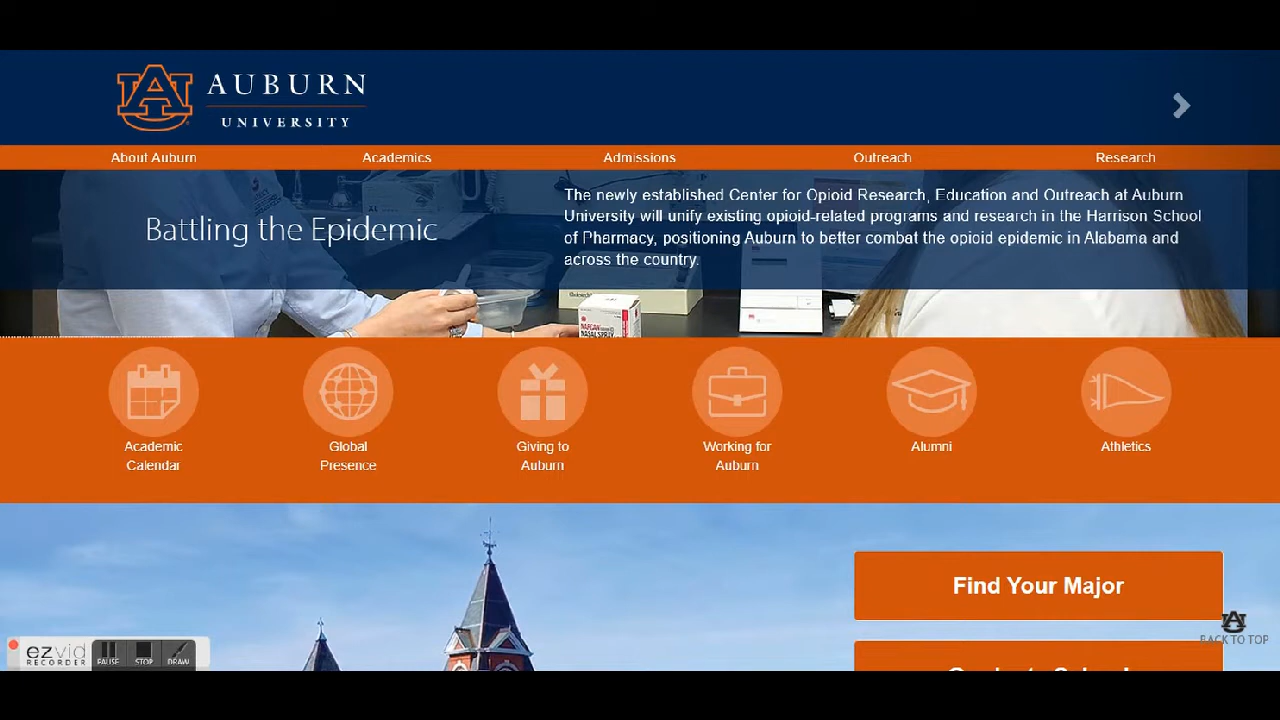 AUBURN
UNIVERSITY
About Auburn
Academics
Admissions
Outreach
Research
Battling the Epidemic
The newly established Center for Opioid Research, Education and Outreach at Auburn
University will unify existing opioid-related programs and research in the Harrison School
of Pharmacy, positioning Auburn to better combat the opioid epidemic in Alabama and
across the country.
NARCAN
NASAL SPRAY
Academic
Calendar
Global
Presence
Giving to
Auburn
Working for
Auburn
Alumni
Athletics
Find Your Major
BACK TO TOP
ezvid
RECORDER
PAUSE
STOP
DRAW